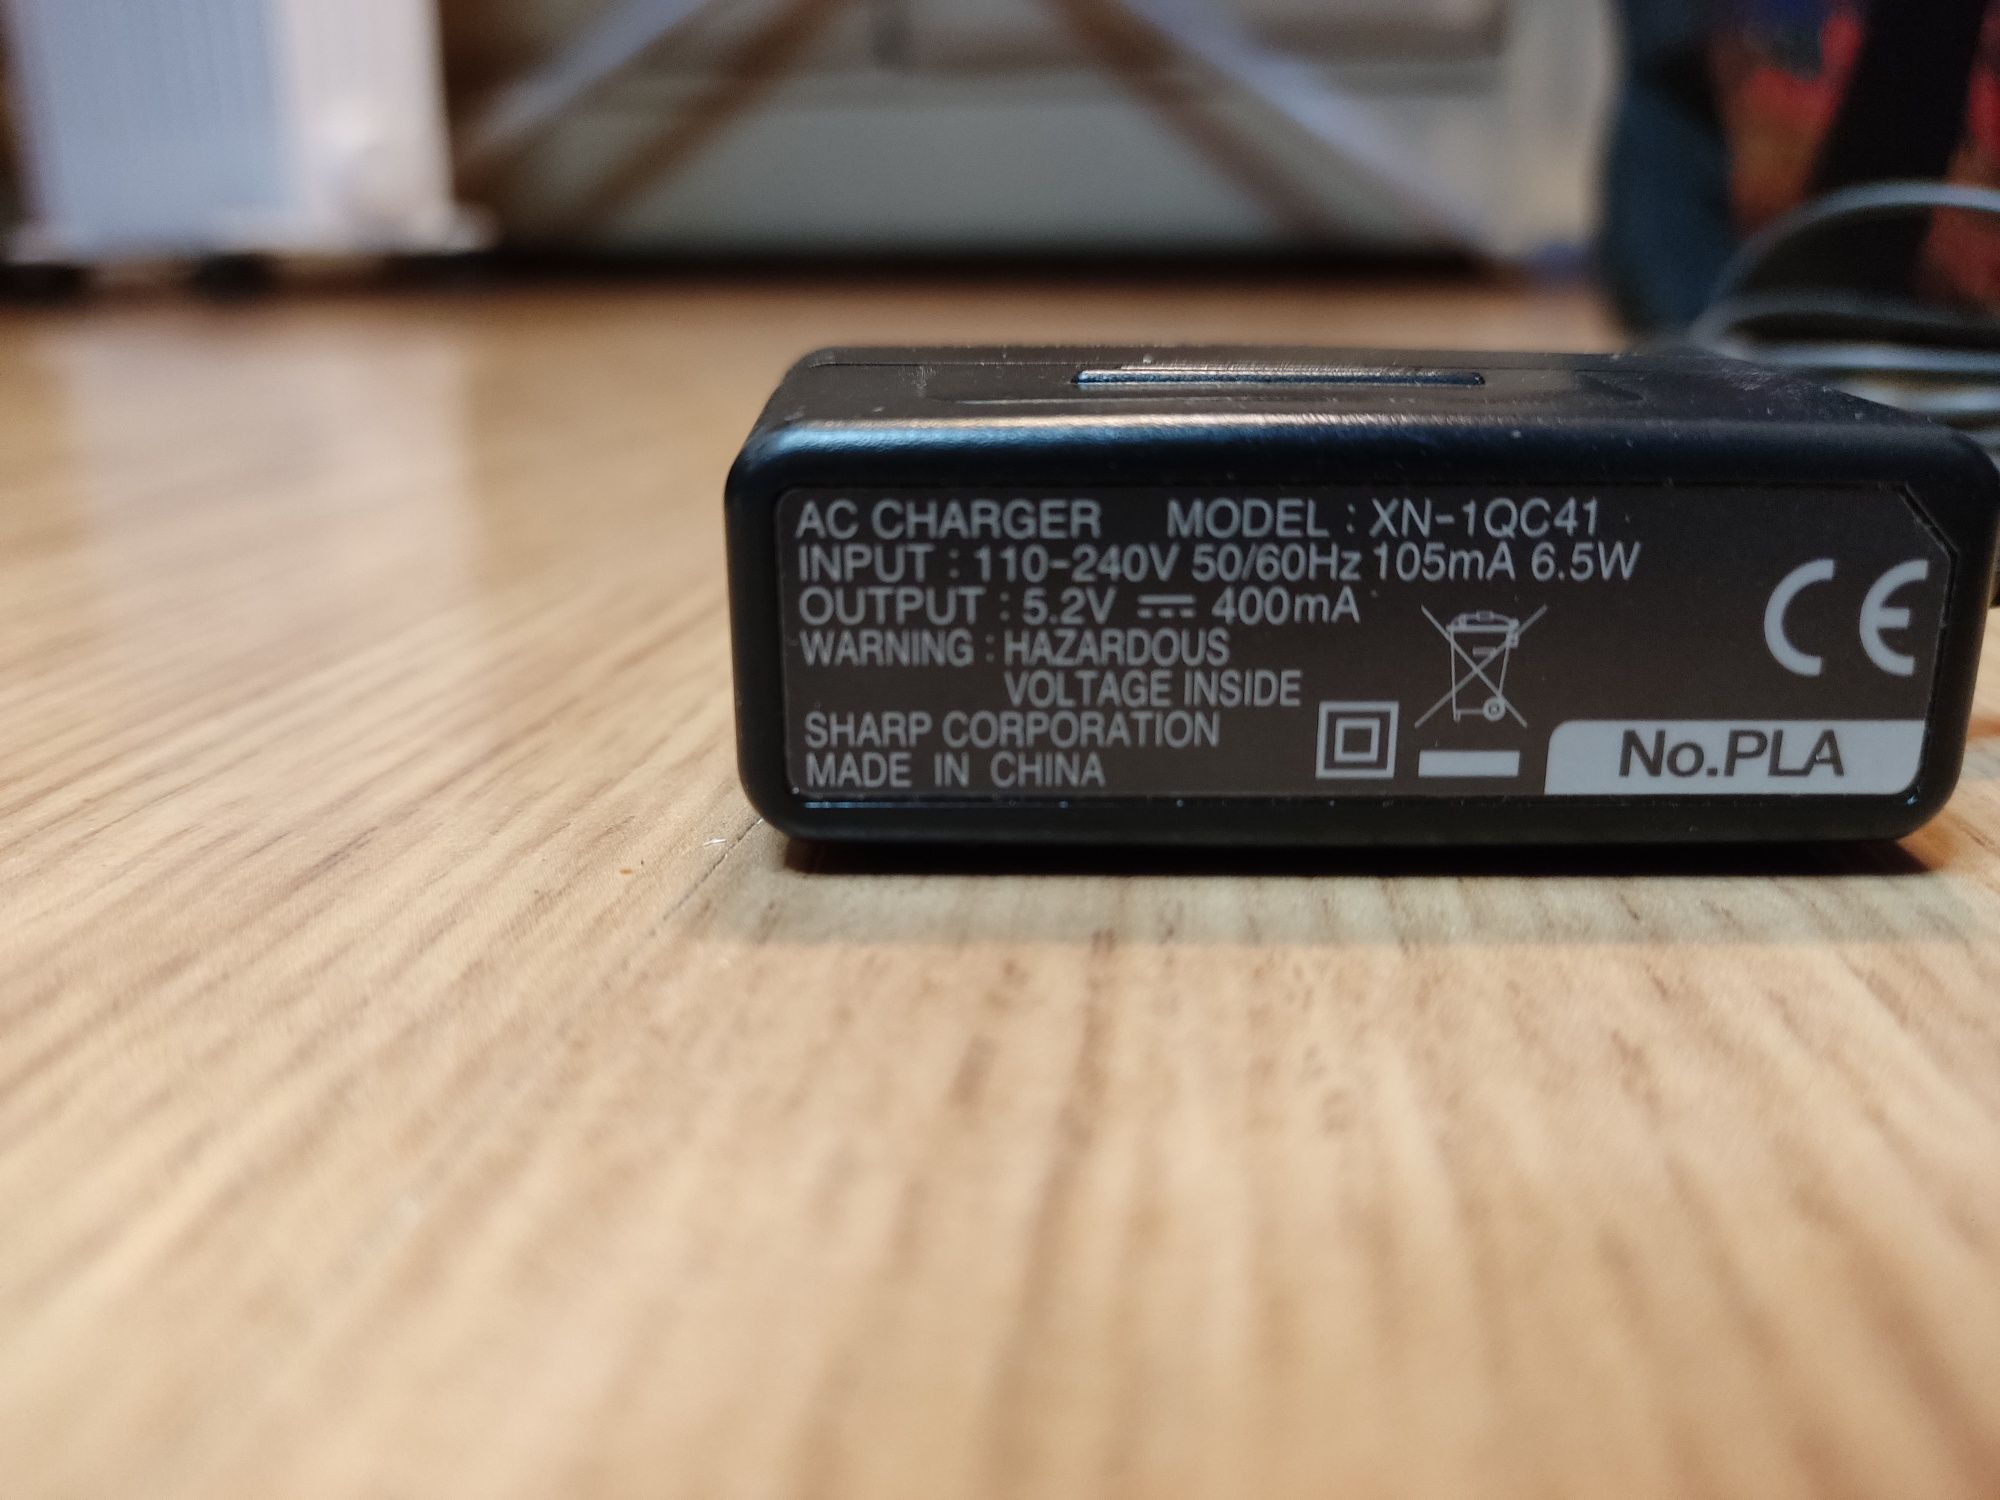 AC CHARGER MODEL : XN-1QC41
INPUT : 110-240V 50/60Hz 105mA 6.5W
OUTPUT : 5.2V ⎓ 400mA
WARNING : HAZARDOUS
VOLTAGE INSIDE
SHARP CORPORATION
MADE IN CHINA
CE
No.PLA